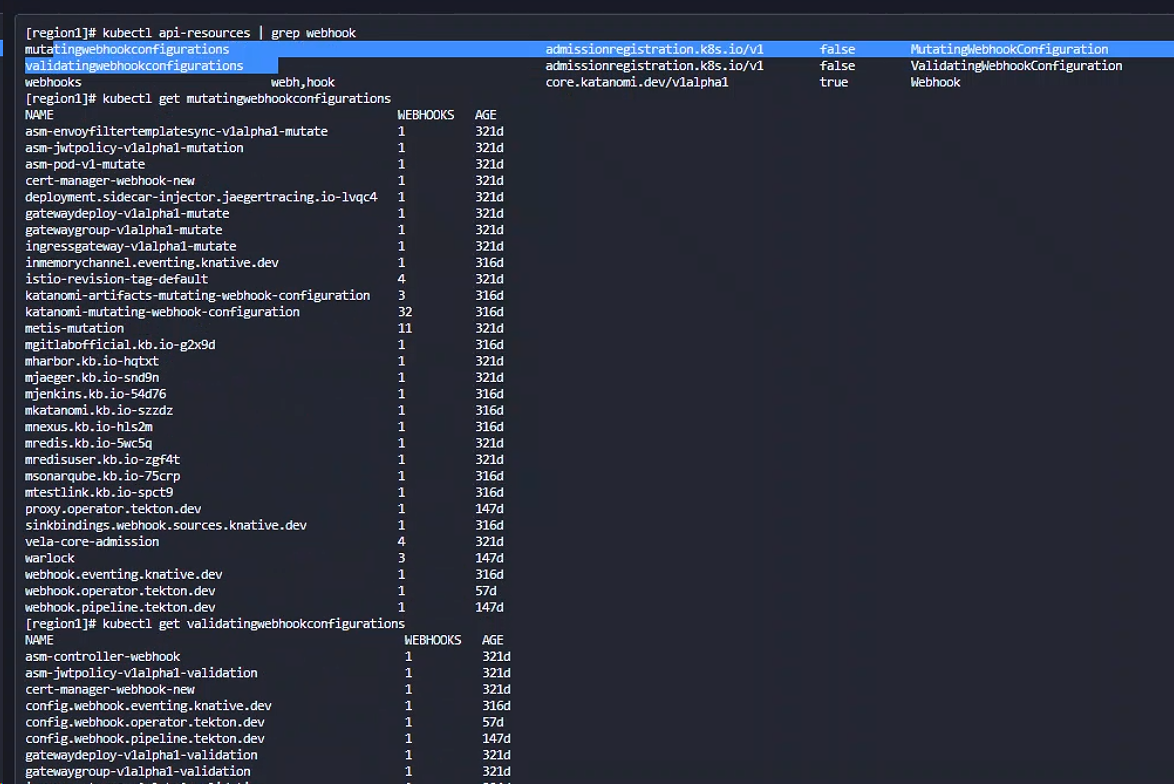 [region1]# kubectl api-resources | grep webhook
mutatingwebhookconfigurations admissionregistration.k8s.io/v1 false MutatingWebhookConfiguration
validatingwebhookconfigurations admissionregistration.k8s.io/v1 false ValidatingWebhookConfiguration
webhooks webh,hook core.katanomi.dev/v1alpha1 true Webhook
[region1]# kubectl get mutatingwebhookconfigurations
NAME WEBHOOKS AGE
asm-envoyfiltertemplatesync-v1alpha1-mutate 1 321d
asm-jwtpolicy-v1alpha1-mutation 1 321d
asm-pod-v1-mutate 1 321d
cert-manager-webhook-new 1 321d
deployment.sidecar-injector.jaegertracing.io-lvqc4 1 321d
gatewaydeploy-v1alpha1-mutate 1 321d
gatewaygroup-v1alpha1-mutate 1 321d
ingressgateway-v1alpha1-mutate 1 321d
inmemorychannel.eventing.knative.dev 1 316d
istio-revision-tag-default 4 321d
katanomi-artifacts-mutating-webhook-configuration 3 316d
katanomi-mutating-webhook-configuration 32 316d
metis-mutation 11 321d
mgitlabofficial.kb.io-g2x9d 1 316d
mharbor.kb.io-hqtxt 1 321d
mjaeger.kb.io-snd9n 1 321d
mjenkins.kb.io-54d76 1 316d
mkatanomi.kb.io-szzdz 1 316d
mnexus.kb.io-hls2m 1 316d
mredis.kb.io-5wc5q 1 321d
mredisuser.kb.io-zgf4t 1 321d
msonarqube.kb.io-75crp 1 316d
mtestlink.kb.io-spct9 1 316d
proxy.operator.tekton.dev 1 147d
sinkbindings.webhook.sources.knative.dev 1 316d
vela-core-admission 4 321d
warlock 3 147d
webhook.eventing.knative.dev 1 316d
webhook.operator.tekton.dev 1 57d
webhook.pipeline.tekton.dev 1 147d
[region1]# kubectl get validatingwebhookconfigurations
NAME WEBHOOKS AGE
asm-controller-webhook 1 321d
asm-jwtpolicy-v1alpha1-validation 1 321d
cert-manager-webhook-new 1 321d
config.webhook.eventing.knative.dev 1 316d
config.webhook.operator.tekton.dev 1 57d
config.webhook.pipeline.tekton.dev 1 147d
gatewaydeploy-v1alpha1-validation 1 321d
gatewaygroup-v1alpha1-validation 1 321d